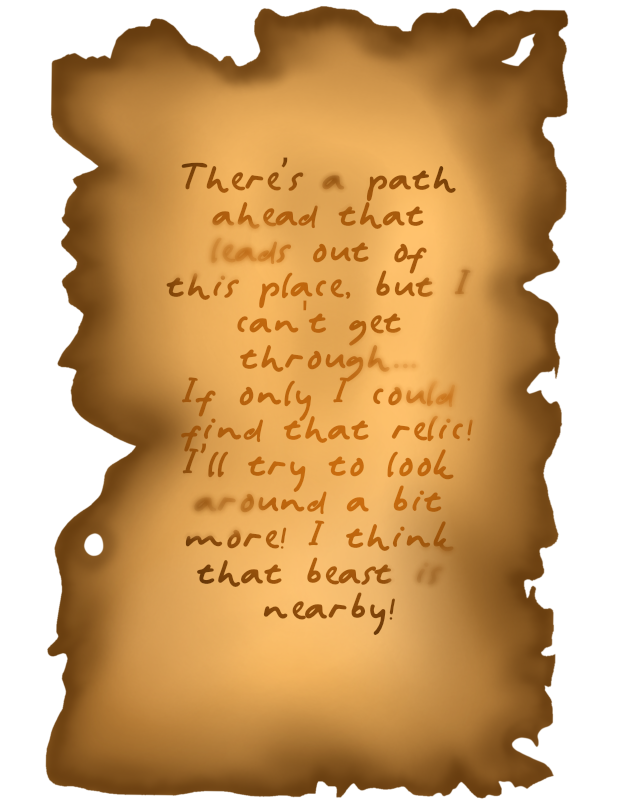 There's a path
ahead that
leads out of
this place, but I
can't get
through...
If only I could
find that relic!
I'll try to look
around a bit
more! I think
that beast is
nearby!